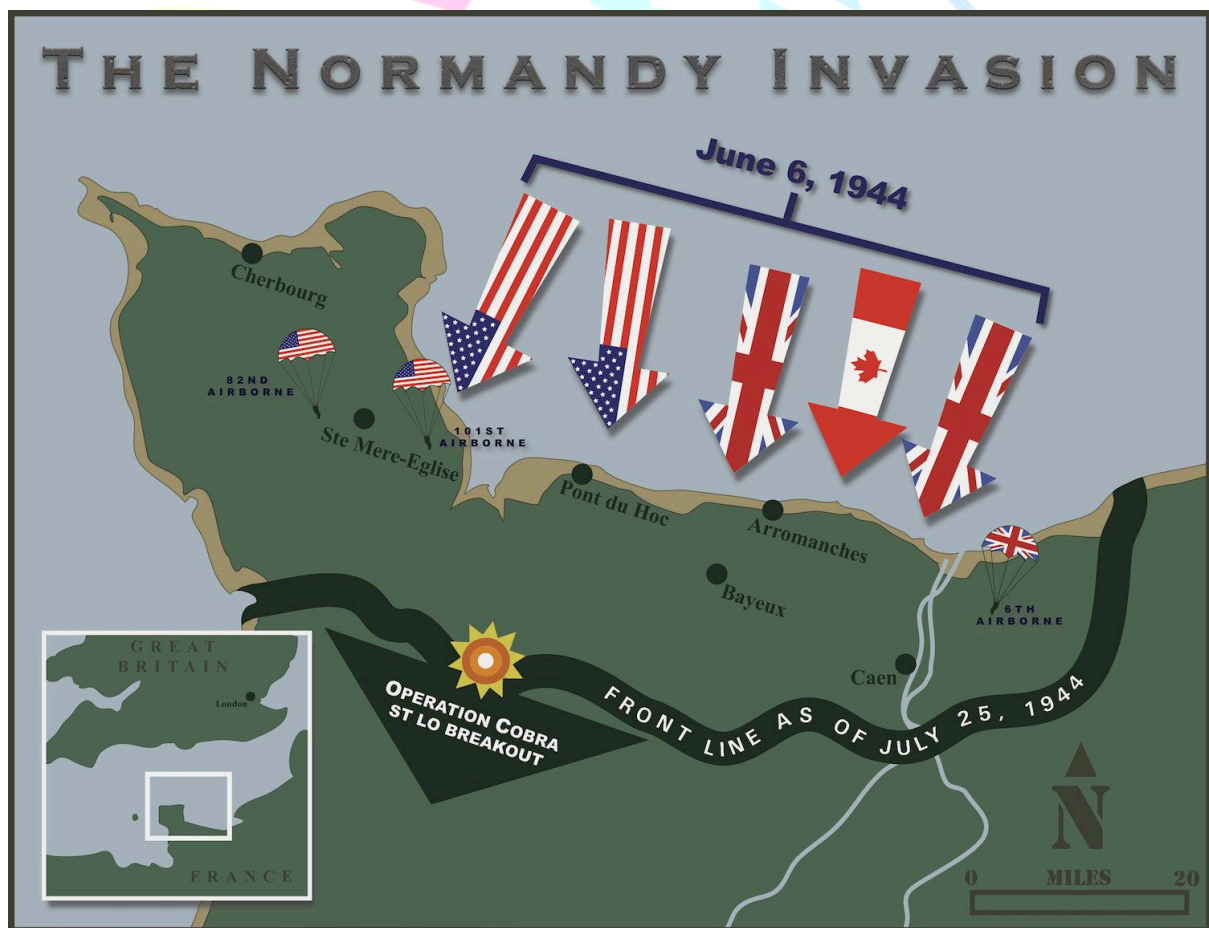 THE NORMANDY INVASION
June 6, 1944
Cherbourg
82ND
AIRBORNE
101ST
AIRBORNE
Ste Mere-Eglise
Pont du Hoc
Arromanches
Bayeux
6TH
AIRBORNE
Caen
OPERATION COBRA
ST LO BREAKOUT
FRONT LINE AS OF JULY 25, 1944
GREAT
BRITAIN
London
FRANCE
N
0 MILES 20